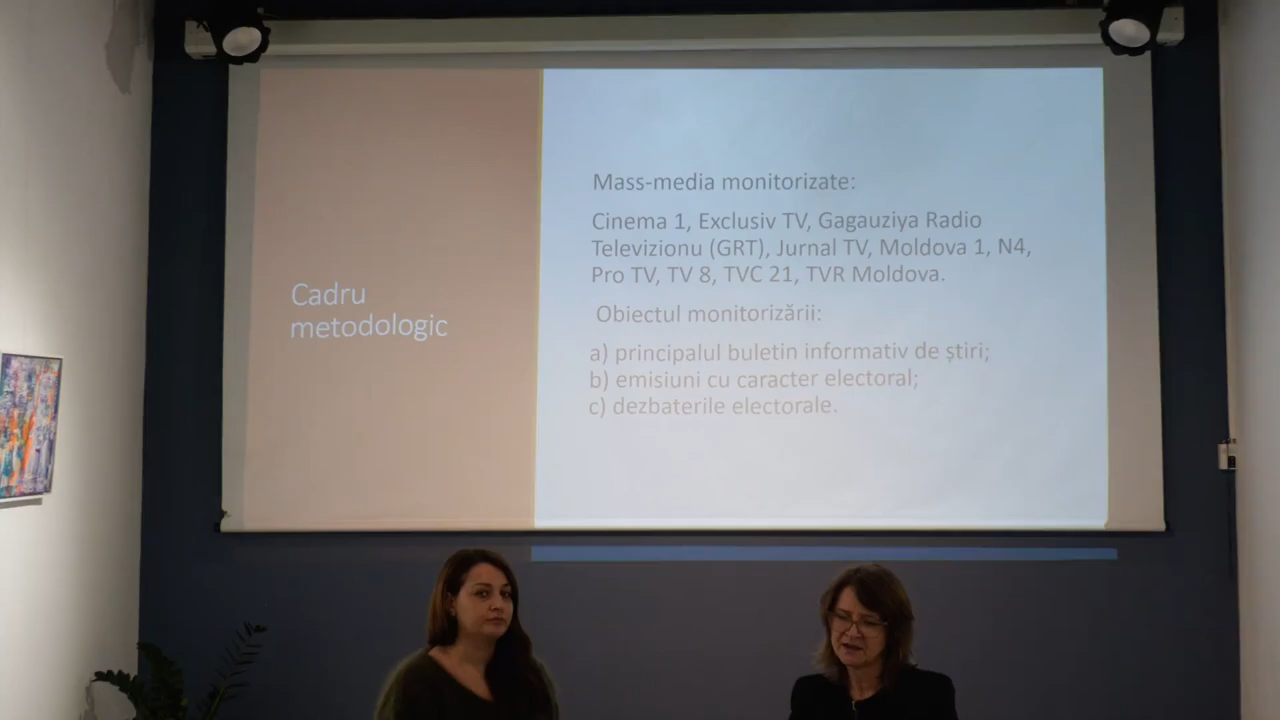 Cadru
metodologic
Mass-media monitorizate:
Cinema 1, Exclusiv TV, Gagauziya Radio
Televizionu (GRT), Jurnal TV, Moldova 1, N4,
Pro TV, TV 8, TVC 21, TVR Moldova.
Obiectul monitorizării:
a) principalul buletin informativ de știri;
b) emisiuni cu caracter electoral;
c) dezbaterile electorale.